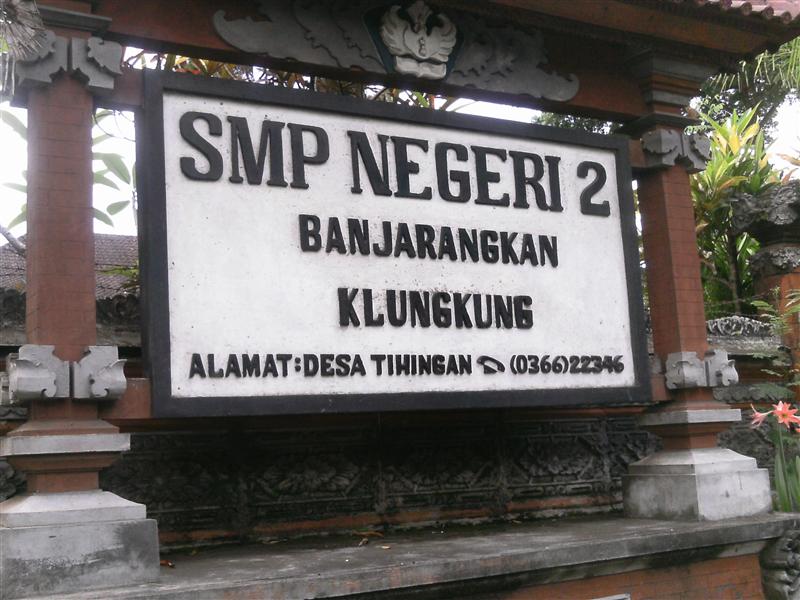 SMP NEGERI 2
BANJARANGKAN
KLUNGKUNG
ALAMAT:DESA TIHINGAN ☎ (0366)22346